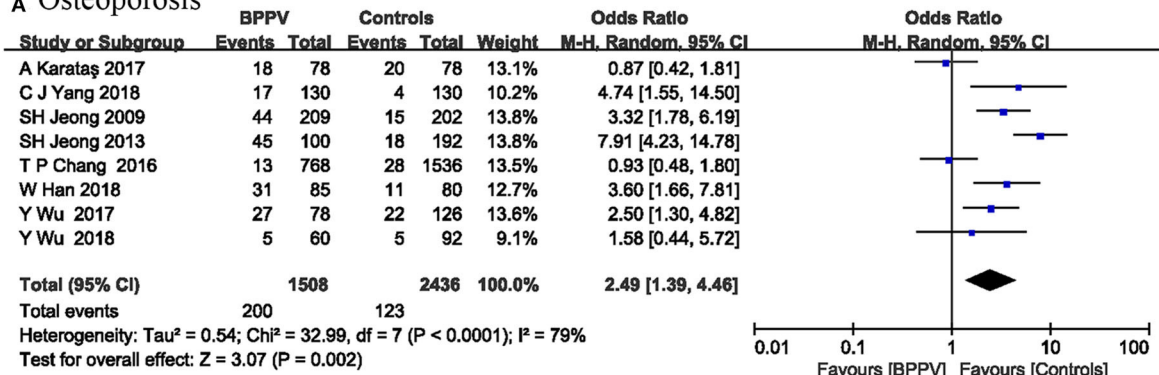 A Osteoporosis
BPPV Controls Odds Ratio Odds Ratio
Study or Subgroup Events Total Events Total Weight M-H, Random, 95% CI M-H, Random, 95% CI
A Karataş 2017 18 78 20 78 13.1% 0.87 [0.42, 1.81]
C J Yang 2018 17 130 4 130 10.2% 4.74 [1.55, 14.50]
SH Jeong 2009 44 209 15 202 13.8% 3.32 [1.78, 6.19]
SH Jeong 2013 45 100 18 192 13.8% 7.91 [4.23, 14.78]
T P Chang 2016 13 768 28 1536 13.5% 0.93 [0.48, 1.80]
W Han 2018 31 85 11 80 12.7% 3.60 [1.66, 7.81]
Y Wu 2017 27 78 22 126 13.6% 2.50 [1.30, 4.82]
Y Wu 2018 5 60 5 92 9.1% 1.58 [0.44, 5.72]
Total (95% CI) 1508 2436 100.0% 2.49 [1.39, 4.46]
Total events 200 123
Heterogeneity: Tau² = 0.54; Chi² = 32.99, df = 7 (P < 0.0001); I² = 79%
Test for overall effect: Z = 3.07 (P = 0.002)
0.01 0.1 1 10 100
Favours [BPPV] Favours [Controls]